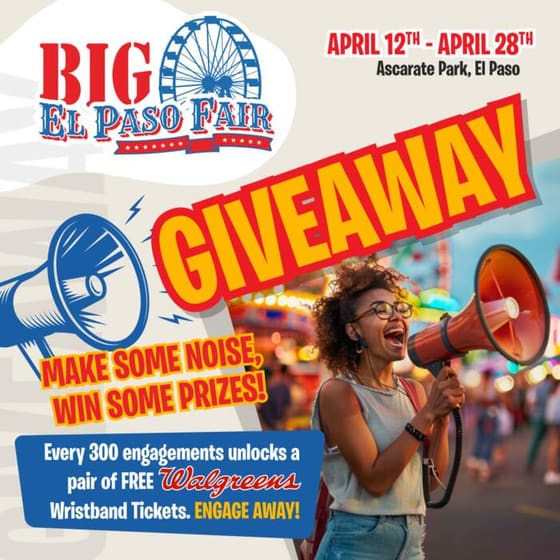 BIG
EL PASO FAIR
APRIL 12TH - APRIL 28TH
Ascarate Park, El Paso
GIVEAWAY
MAKE SOME NOISE,
WIN SOME PRIZES!
Every 300 engagements unlocks a
pair of FREE Walgreens
Wristband Tickets. ENGAGE AWAY!